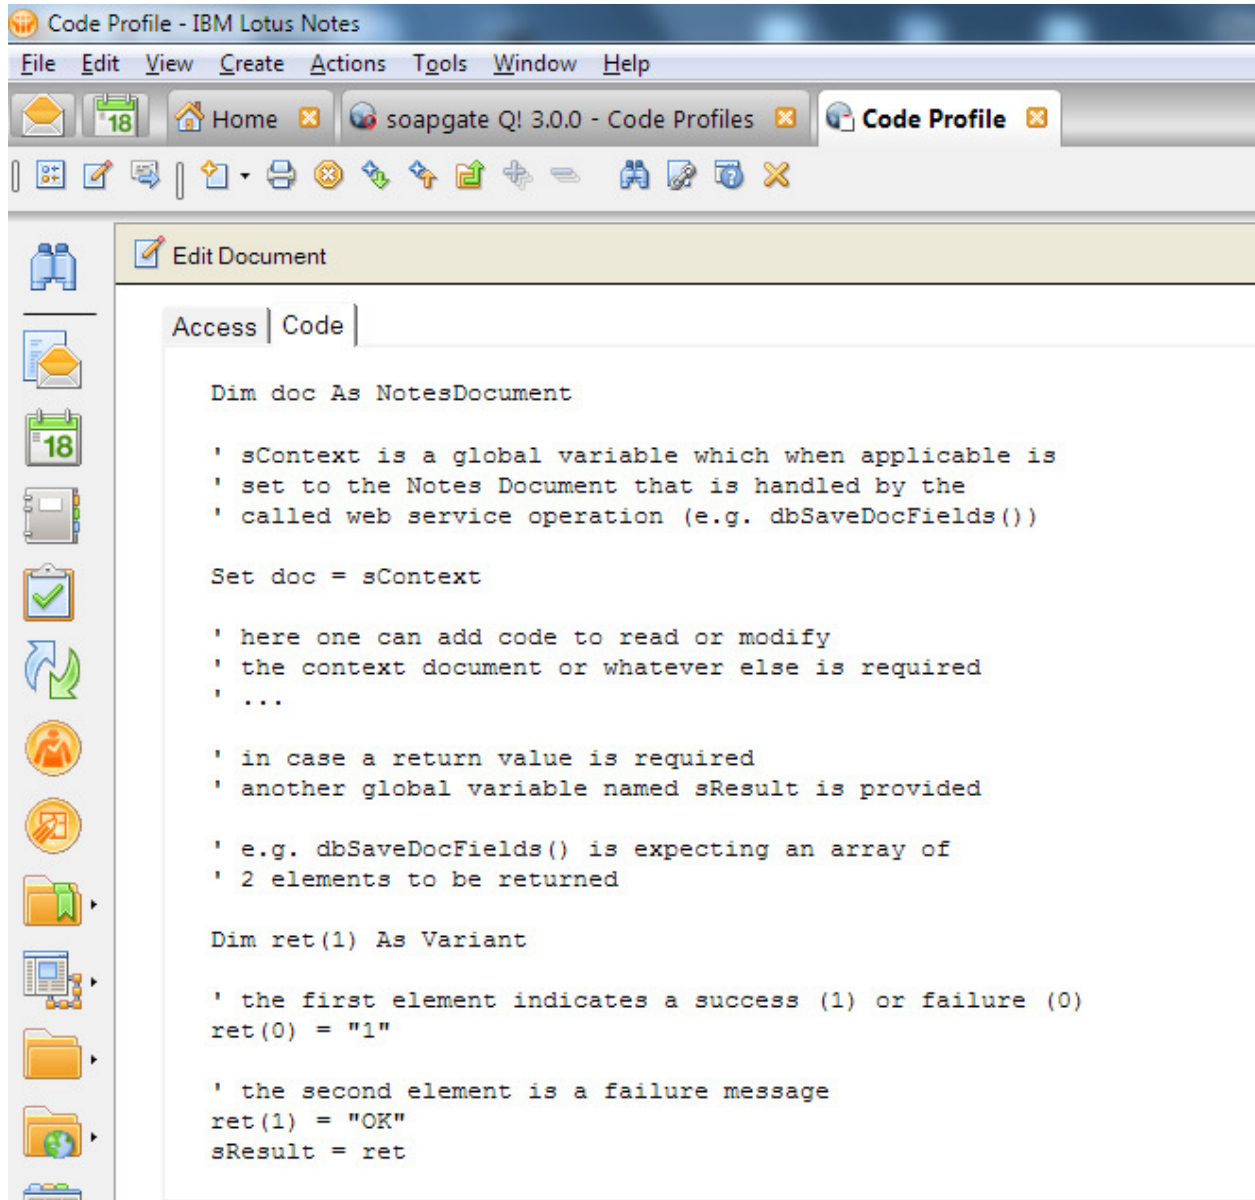 Code Profile - IBM Lotus Notes
File Edit View Create Actions Tools Window Help
18 Home soapgate Q! 3.0.0 - Code Profiles Code Profile
Edit Document
Access Code
Dim doc As NotesDocument
' sContext is a global variable which when applicable is
' set to the Notes Document that is handled by the
' called web service operation (e.g. dbSaveDocFields())
Set doc = sContext
' here one can add code to read or modify
' the context document or whatever else is required
' ...
' in case a return value is required
' another global variable named sResult is provided
' e.g. dbSaveDocFields() is expecting an array of
' 2 elements to be returned
Dim ret(1) As Variant
' the first element indicates a success (1) or failure (0)
ret(0) = "1"
' the second element is a failure message
ret(1) = "OK"
sResult = ret
18